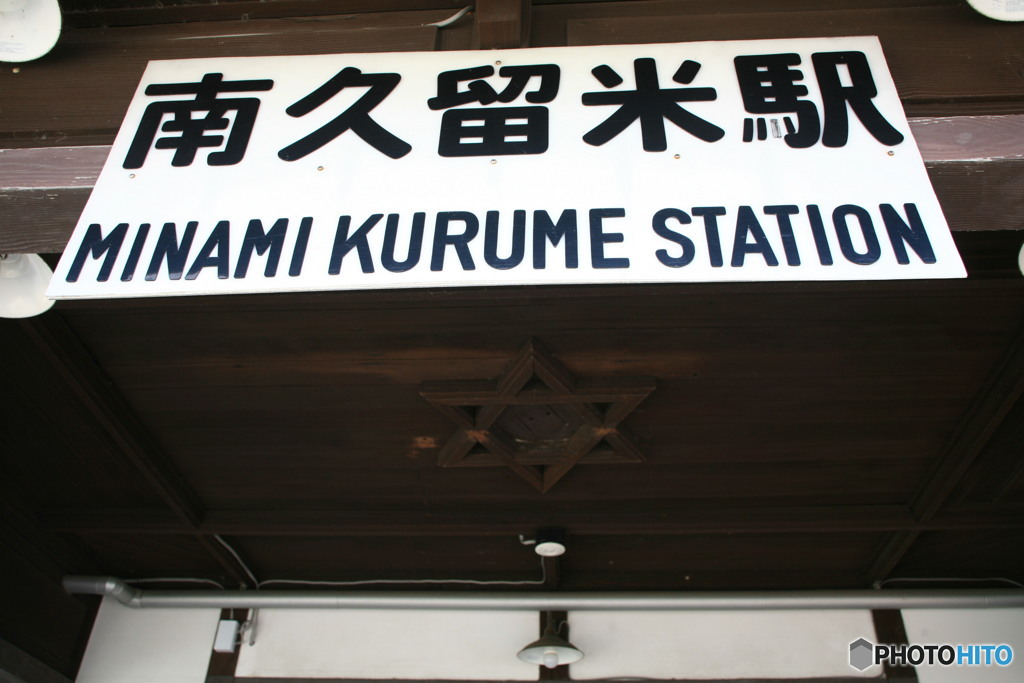 南久留米駅
MINAMI KURUME STATION
PHOTOHITO